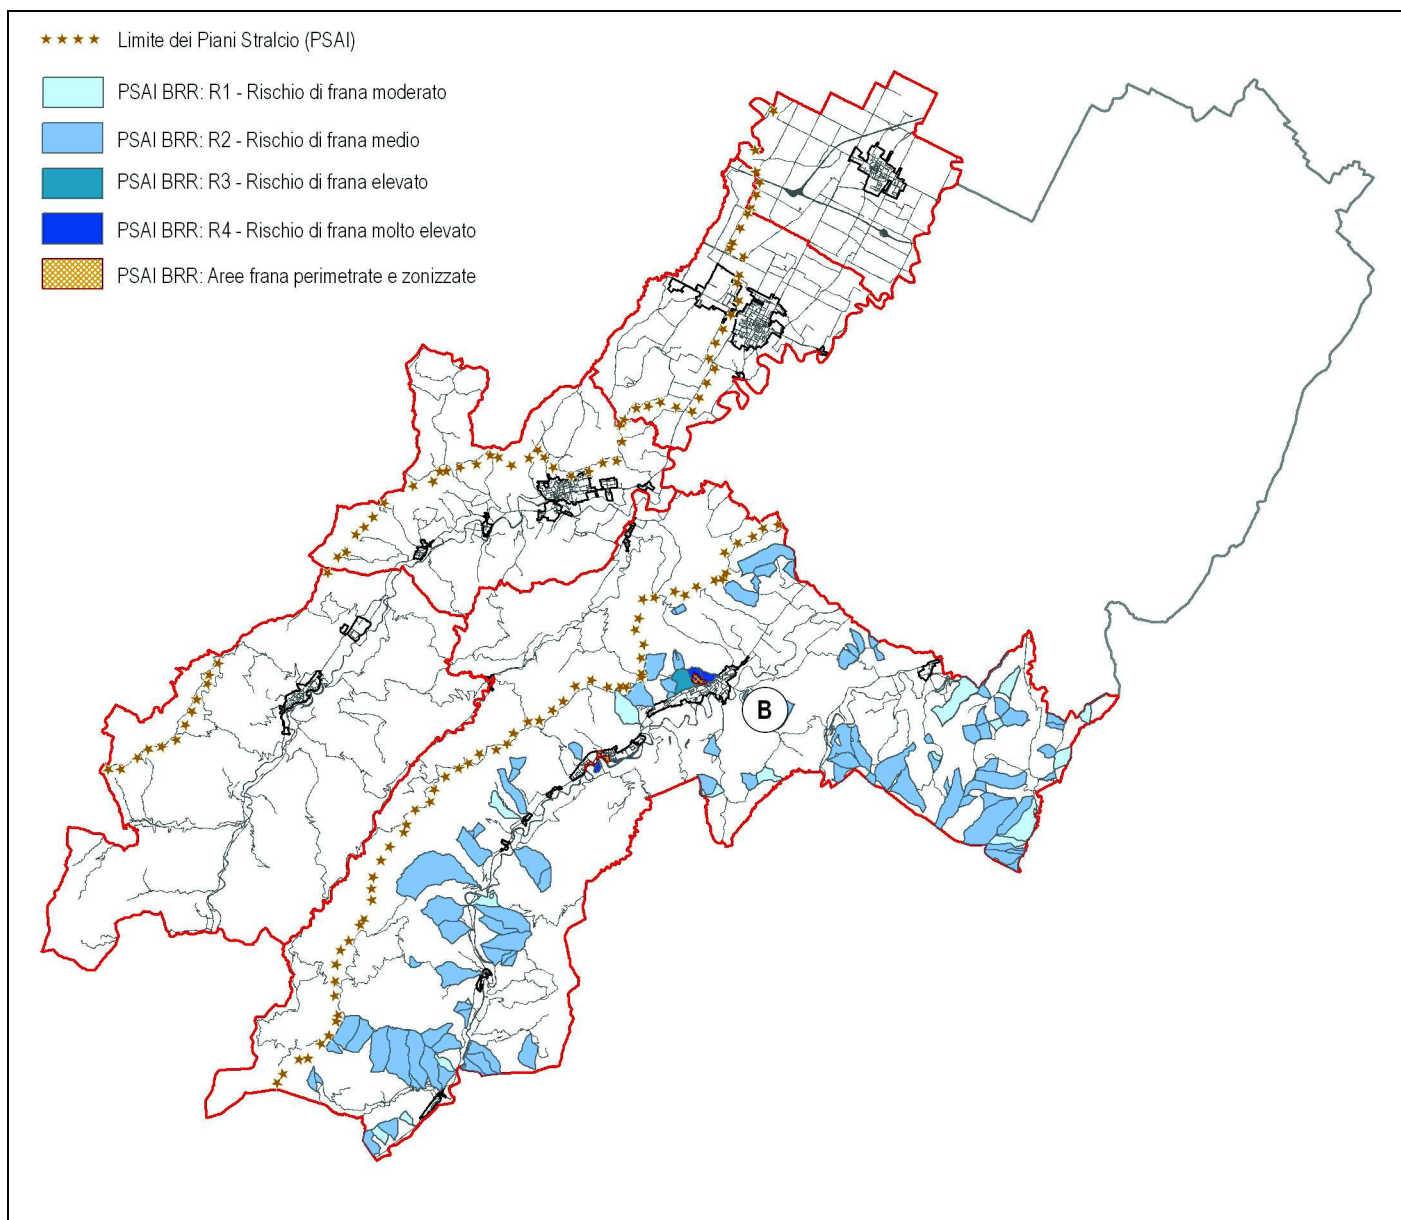 Limite dei Piani Stralcio (PSAI)
PSAI BRR: R1 - Rischio di frana moderato
PSAI BRR: R2 - Rischio di frana medio
PSAI BRR: R3 - Rischio di frana elevato
PSAI BRR: R4 - Rischio di frana molto elevato
PSAI BRR: Aree frana perimetrate e zonizzate
B